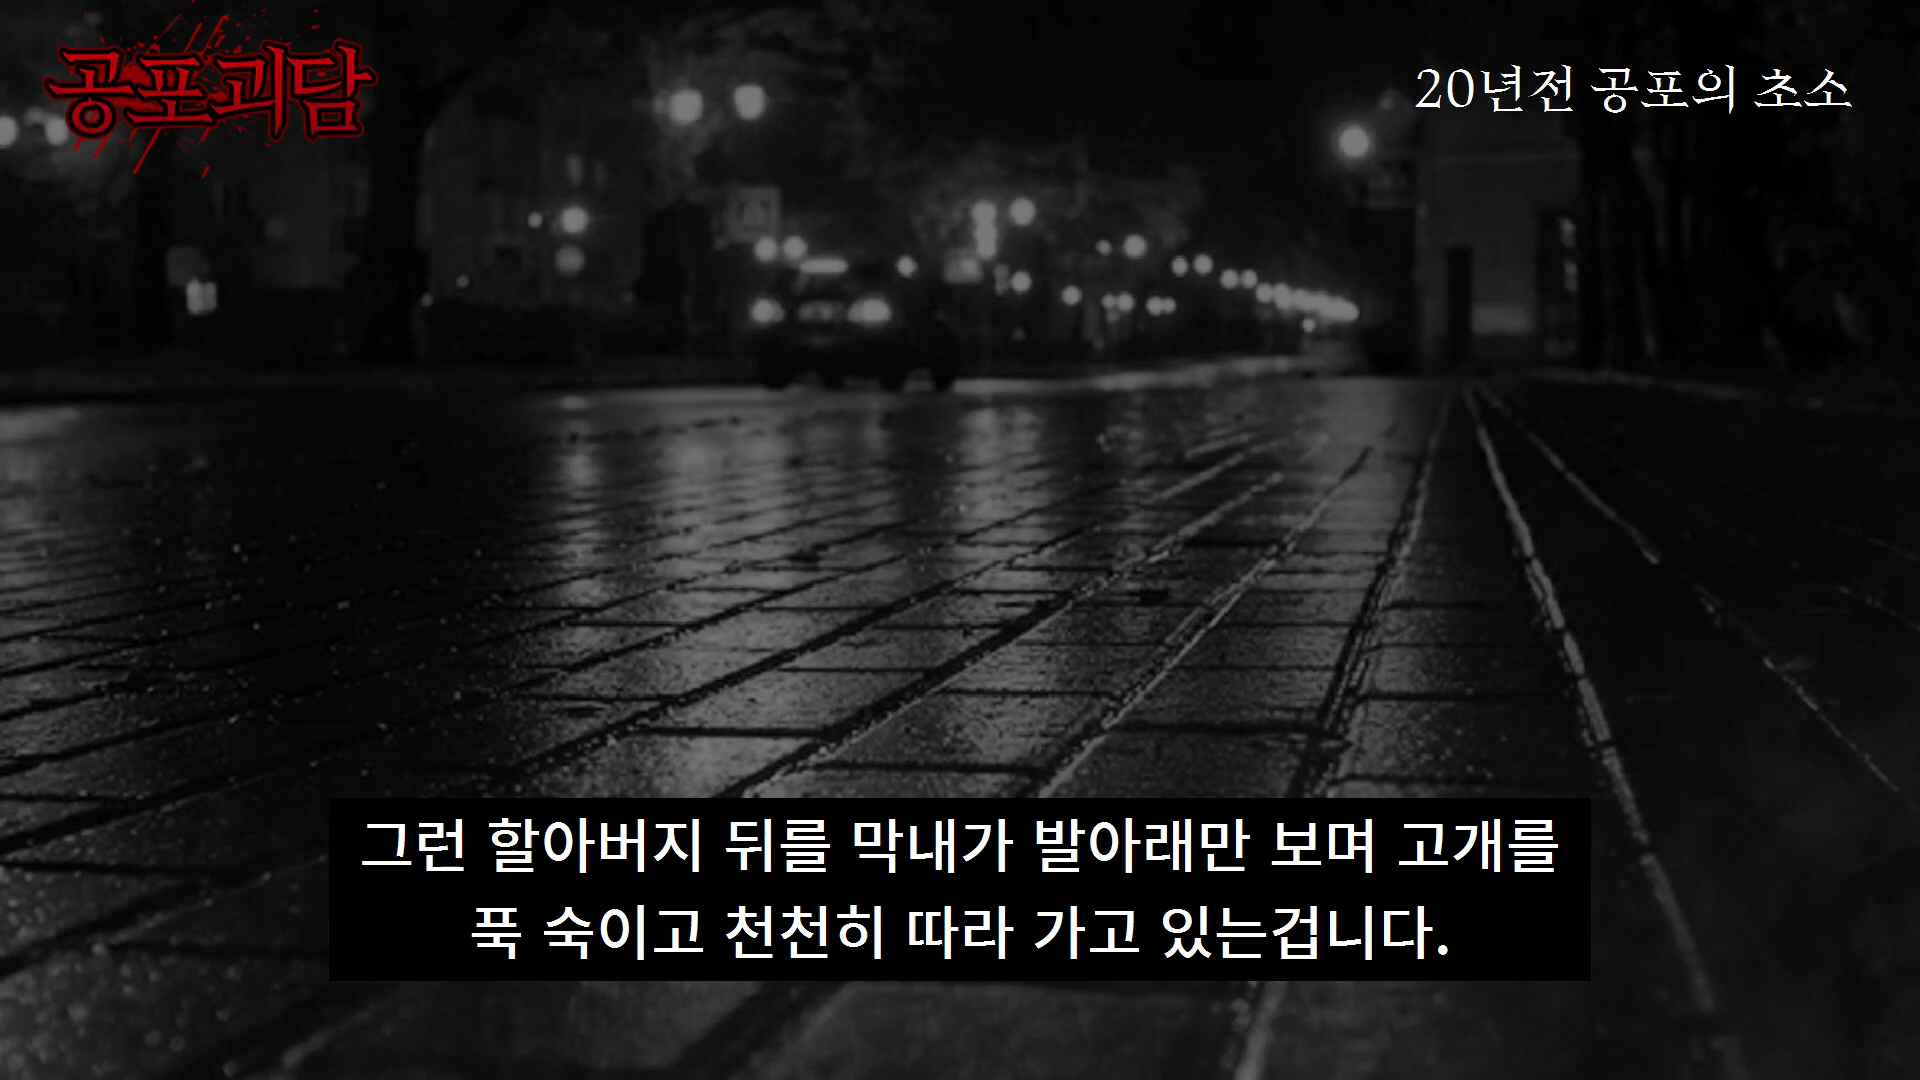 공포괴담
20년전 공포의 초소
그런 할아버지 뒤를 막내가 발아래만 보며 고개를
푹 숙이고 천천히 따라 가고 있는겁니다.